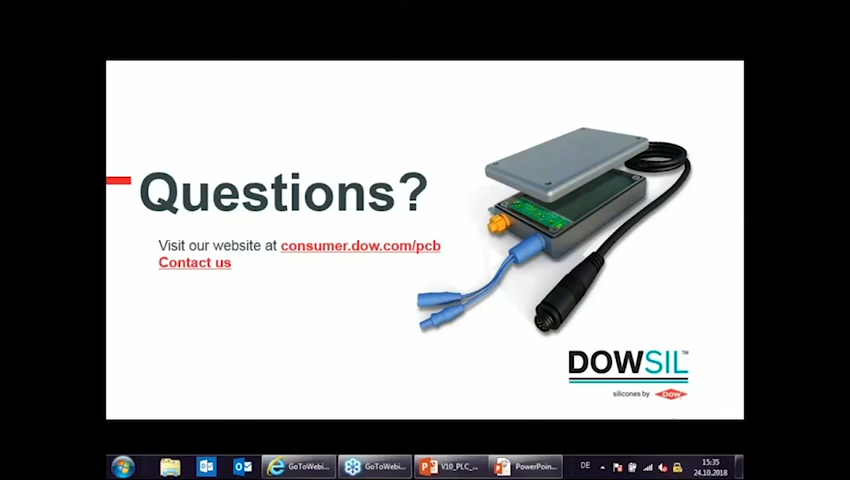 Questions?
Visit our website at consumer.dow.com/pcb
Contact us
DOWSIL™
silicones by Dow
GoToWebi...
GoToWebi...
V10_PLC_...
PowerPoin...
DE
15:35
24.10.2018